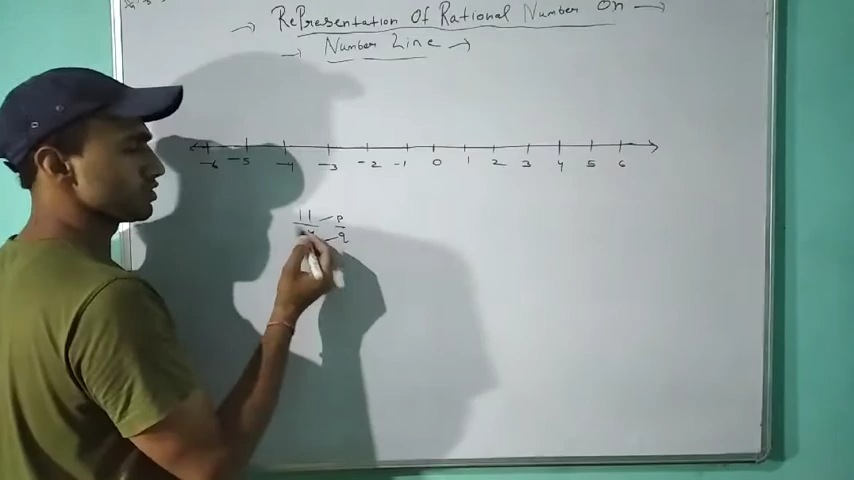 → RePresentation Of Rational Number On →
→ Number Line →
-6 -5 -4 -3 -2 -1 0 1 2 3 4 5 6
11 p
q